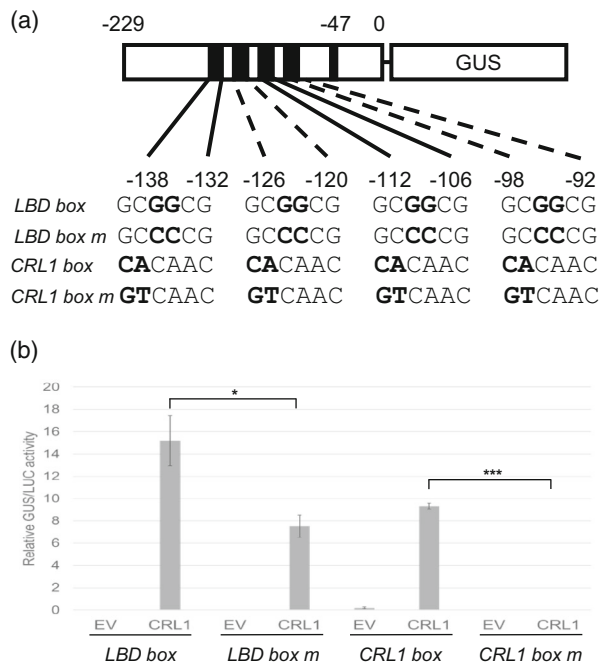 (a)
-229 -47 0
GUS
-138 -132 -126 -120 -112 -106 -98 -92
LBD box GCGGCG GCGGCG GCGGCG GCGGCG
LBD box m GCCCCG GCCCCG GCCCCG GCCCCG
CRL1 box CACAAC CACAAC CACAAC CACAAC
CRL1 box m GTCAAC GTCAAC GTCAAC GTCAAC
(b)
Relative GUS/LUC activity
20
18
16
14
12
10
8
6
4
2
0
* ***
EV CRL1 EV CRL1 EV CRL1 EV CRL1
LBD box LBD box m CRL1 box CRL1 box m